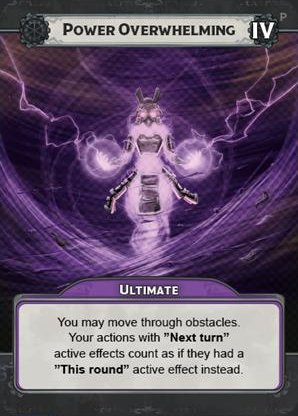 POWER OVERWHELMING
IV
P
ULTIMATE
You may move through obstacles.
Your actions with ”Next turn”
active effects count as if they had a
”This round” active effect instead.